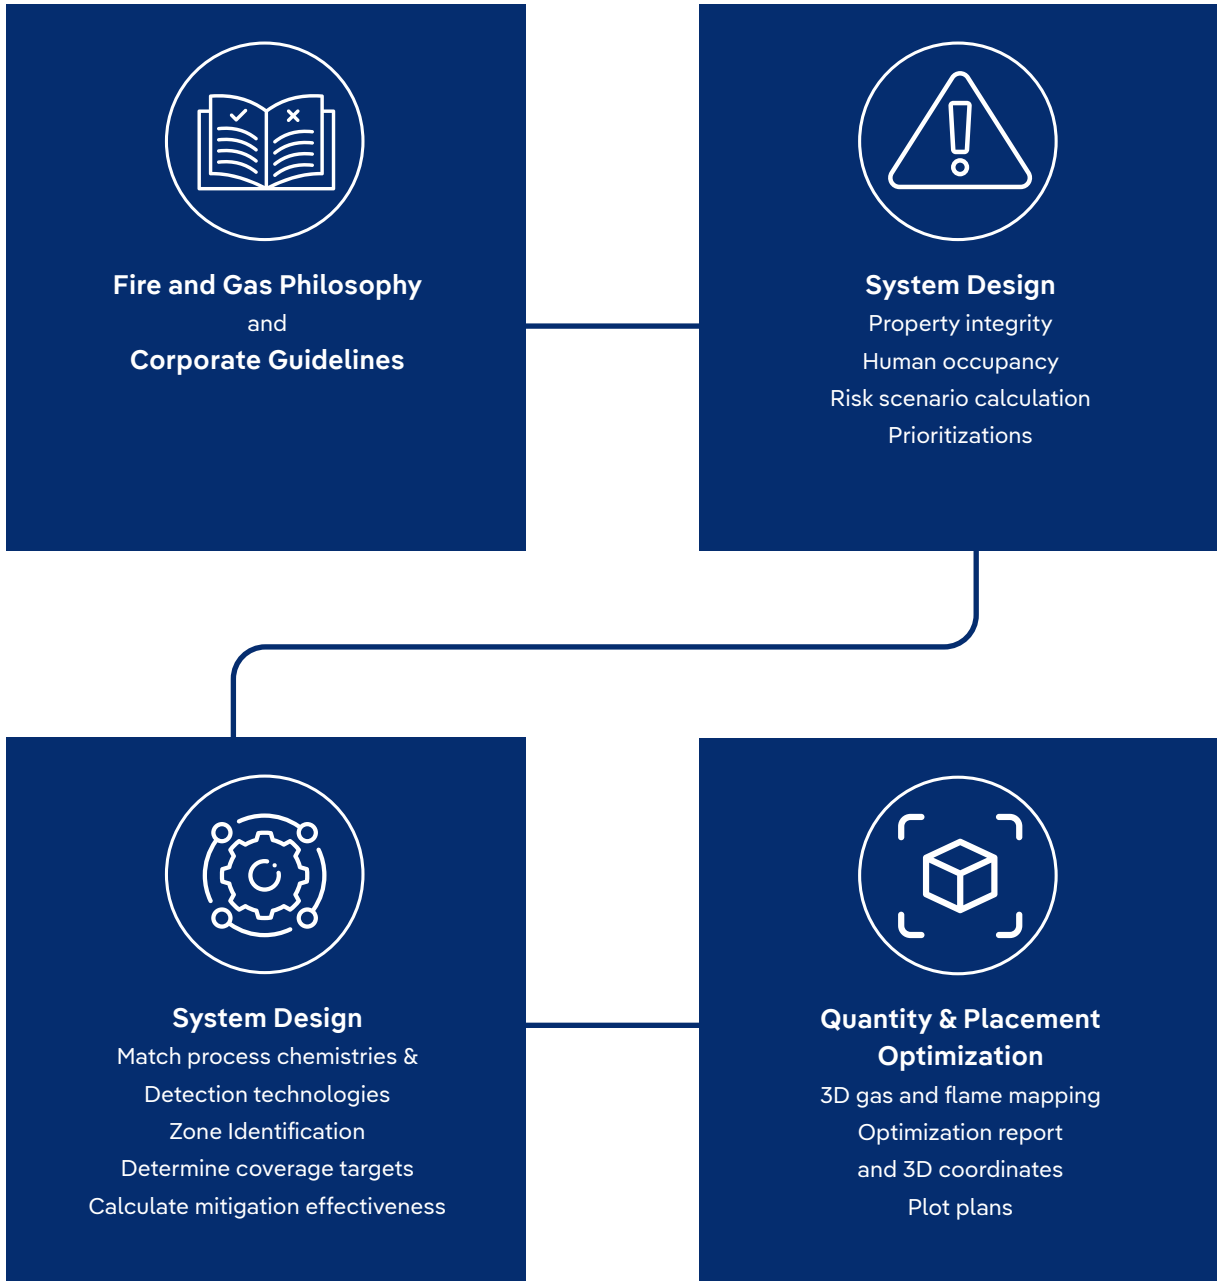 Fire and Gas Philosophy
and
Corporate Guidelines
System Design
Property integrity
Human occupancy
Risk scenario calculation
Prioritizations
System Design
Match process chemistries &
Detection technologies
Zone Identification
Determine coverage targets
Calculate mitigation effectiveness
Quantity & Placement
Optimization
3D gas and flame mapping
Optimization report
and 3D coordinates
Plot plans